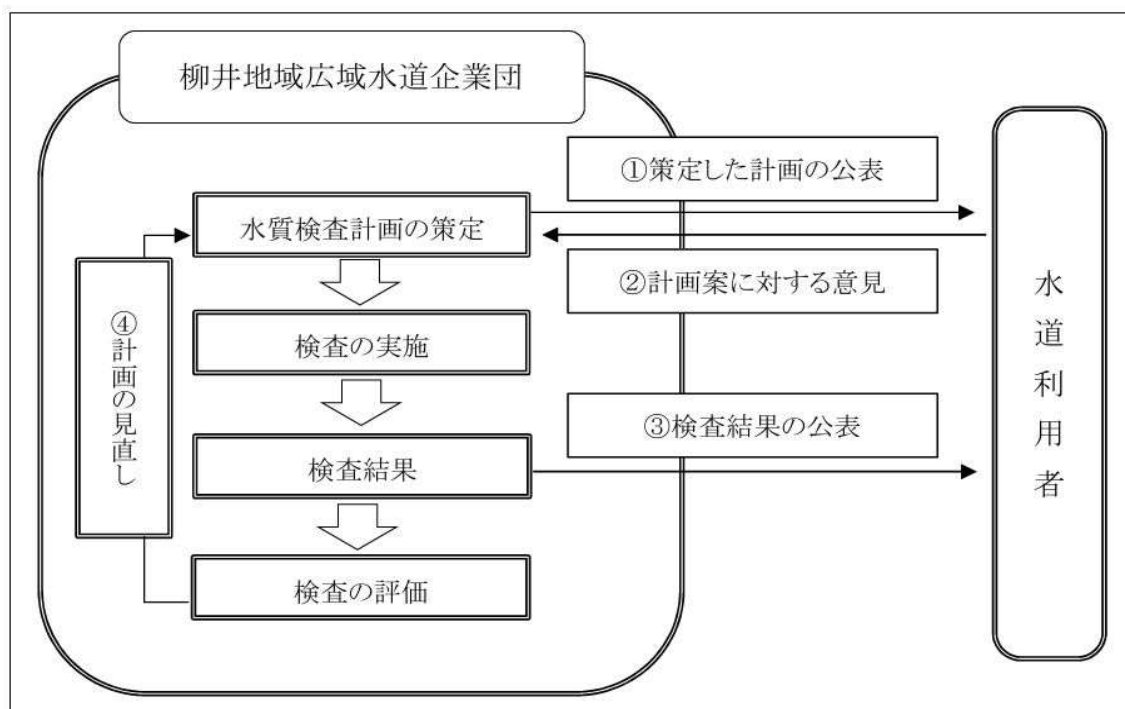 柳井地域広域水道企業団
①策定した計画の公表
水質検査計画の策定
②計画案に対する意見
検査の実施
④計画の見直し
③検査結果の公表
検査結果
検査の評価
水道利用者